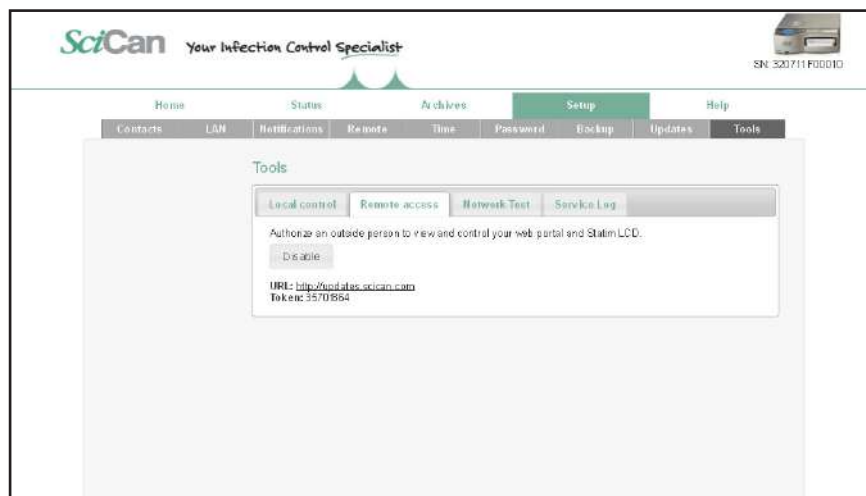 SciCan Your Infection Control Specialist
SN: 320711F00010
Home Status Archives Setup Help
Contacts LAN Notifications Remote Time Password Backup Updates Tools
Tools
Local control Remote access Network Test Service Log
Authorize an outside person to view and control your web portal and Statim LCD.
Disable
URL: http://updates.scican.com
Token: 35701864